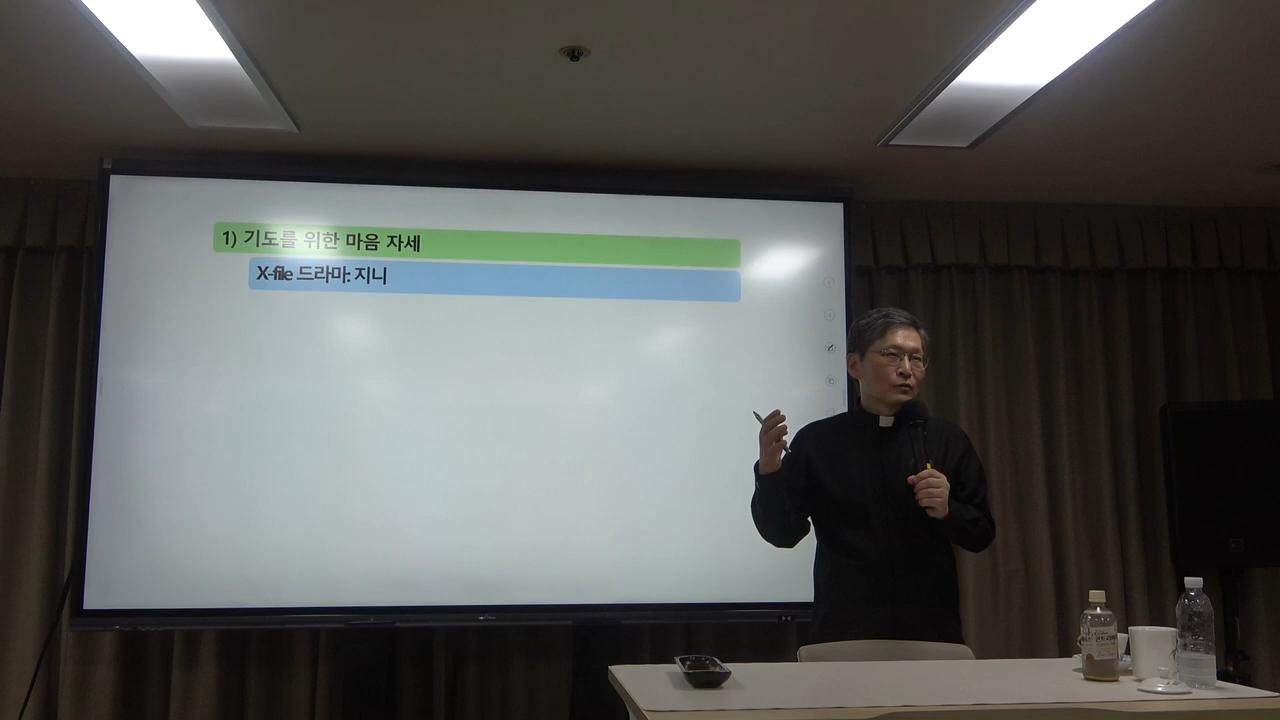 1) 기도를 위한 마음 자세
X-file 드라마: 지니